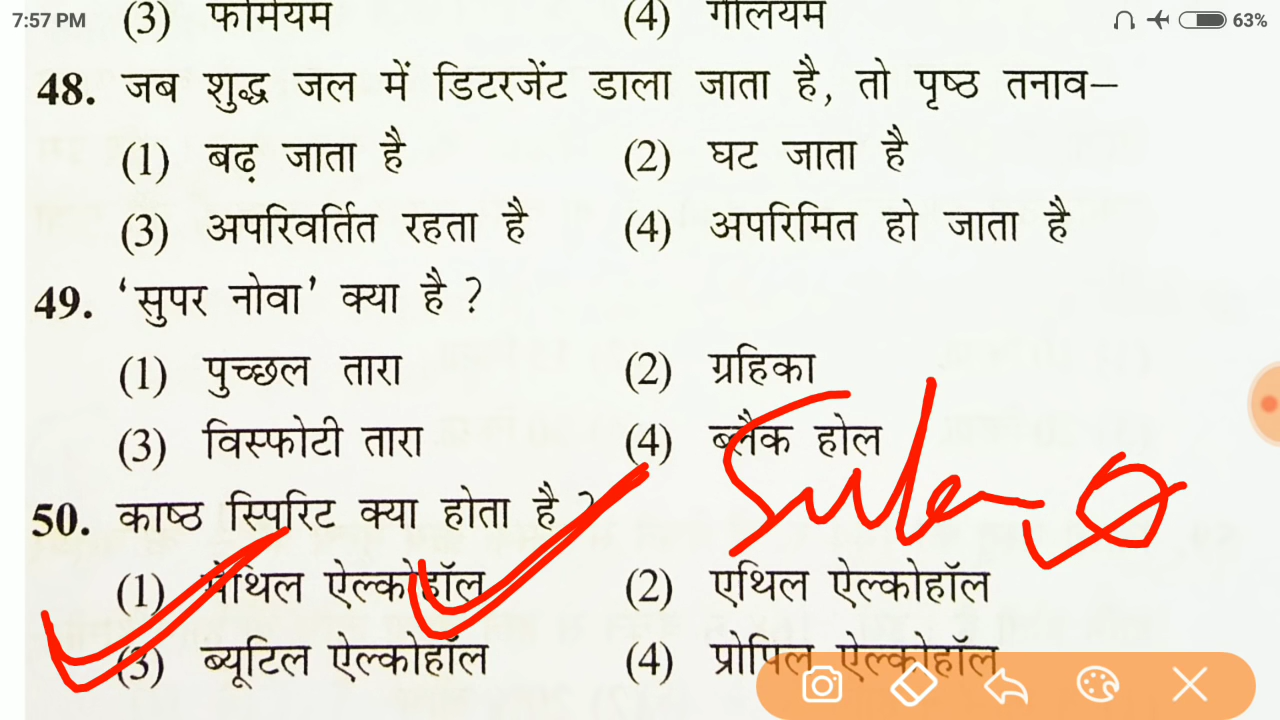 7:57 PM 63%
(3) फर्मियम (4) गैलियम
48. जब शुद्ध जल में डिटरजेंट डाला जाता है, तो पृष्ठ तनाव–
(1) बढ़ जाता है (2) घट जाता है
(3) अपरिवर्तित रहता है (4) अपरिमित हो जाता है
49. ‘सुपर नोवा’ क्या है ?
(1) पुच्छल तारा (2) ग्रहिका
(3) विस्फोटी तारा (4) ब्लैक होल
50. काष्ठ स्पिरिट क्या होता है ?
(1) मेथिल ऐल्कोहॉल (2) एथिल ऐल्कोहॉल
(3) ब्यूटिल ऐल्कोहॉल (4) प्रोपिल ऐल्कोहॉल